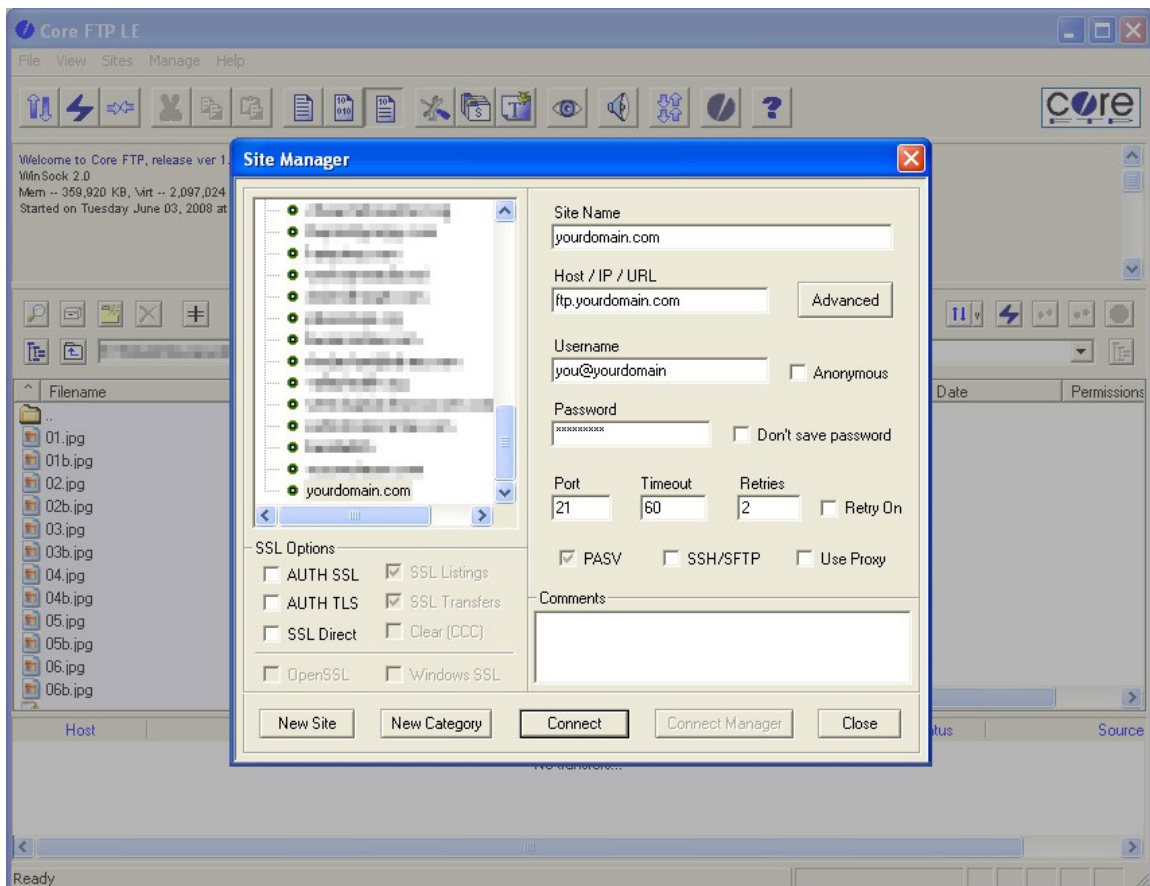 Core FTP LE
File View Sites Manage Help
core
Welcome to Core FTP, release ver 1.
WinSock 2.0
Mem -- 359,920 KB, Virt -- 2,097,024
Started on Tuesday June 03, 2008 at
Site Manager
yourdomain.com
Site Name
yourdomain.com
Host / IP / URL
ftp.yourdomain.com
Advanced
Username
you@yourdomain
Anonymous
Password
xxxxxxxxx
Don't save password
Port Timeout Retries
21 60 2 Retry On
PASV SSH/SFTP Use Proxy
SSL Options
AUTH SSL SSL Listings
AUTH TLS SSL Transfers
SSL Direct Clear (CCC)
OpenSSL Windows SSL
Comments
New Site New Category Connect Connect Manager Close
Filename Date Permissions
..
01.jpg
01b.jpg
02.jpg
02b.jpg
03.jpg
03b.jpg
04.jpg
04b.jpg
05.jpg
05b.jpg
06.jpg
06b.jpg
Host Source
Ready